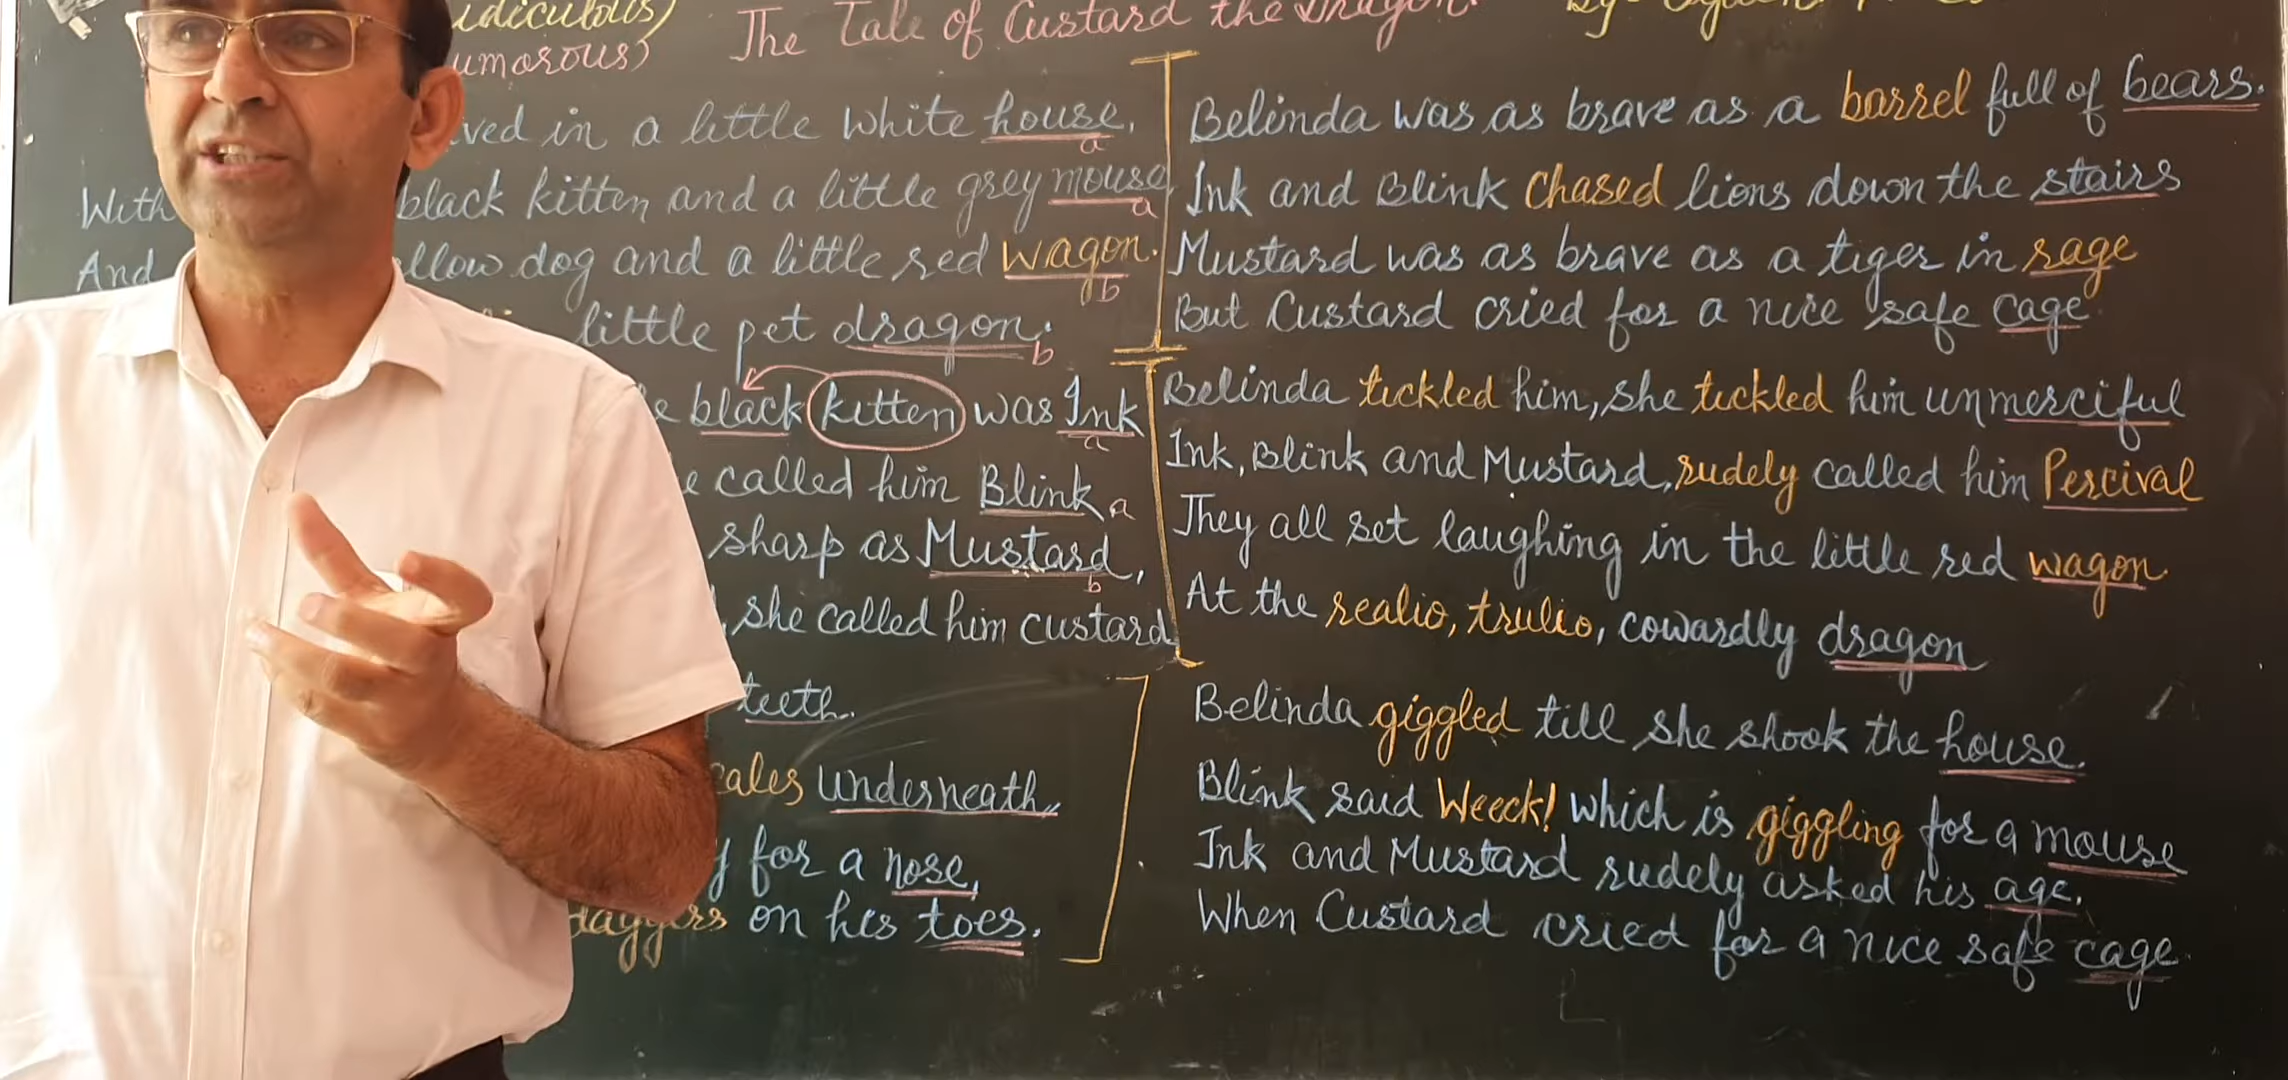 idiculous)
umorous)
The Tale of Custard the Dragon.
By-
ved in a little white house,
a
With black kitten and a little grey mouse,
a
And llow dog and a little red wagon.
b
little pet dragon.
b
e black kitten was Ink
a
e called him Blink
a
sharp as Mustard,
b
, she called him custard
teeth.
cales underneath,
y for a nose,
daggers on his toes.
Belinda was as brave as a barrel full of bears.
Ink and Blink chased lions down the stairs
Mustard was as brave as a tiger in rage
But Custard cried for a nice safe cage.
Belinda tickled him, she tickled him unmerciful
Ink, Blink and Mustard, rudely called him Percival
They all set laughing in the little red wagon.
At the realio, trulio, cowardly dragon
Belinda giggled till she shook the house.
Blink said Weeck! which is giggling for a mouse
Ink and Mustard rudely asked his age.
When Custard cried for a nice safe cage.